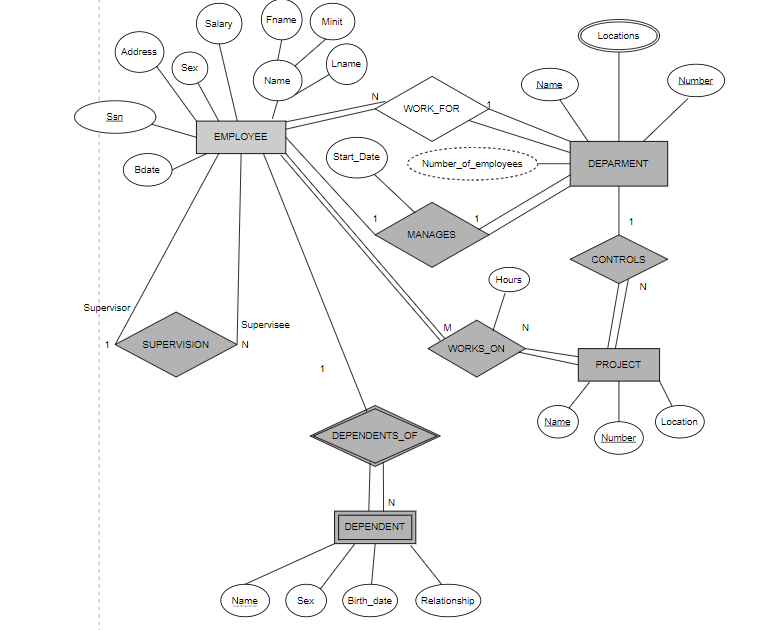 Fname
Minit
Salary
Locations
Address
Sex
Name
Lname
Name
Number
N
WORK_FOR
1
Ssn
EMPLOYEE
Start_Date
Number_of_employees
DEPARMENT
Bdate
1
1
MANAGES
1
CONTROLS
Hours
N
Supervisor
Supervisee
M
N
1
SUPERVISION
N
WORKS_ON
PROJECT
1
Name
Number
Location
DEPENDENTS_OF
N
DEPENDENT
Name
Sex
Birth_date
Relationship